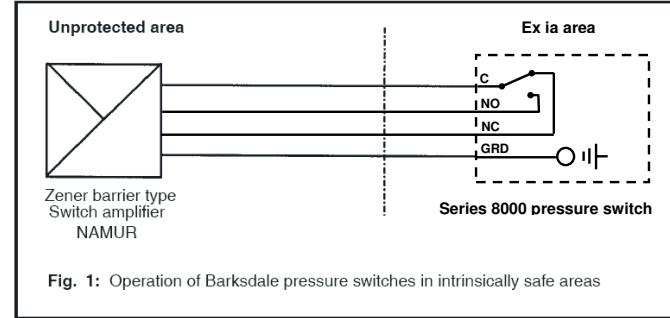 Unprotected area
Ex ia area
C
NO
NC
GRD
Zener barrier type
Switch amplifier
NAMUR
Series 8000 pressure switch
Fig. 1: Operation of Barksdale pressure switches in intrinsically safe areas